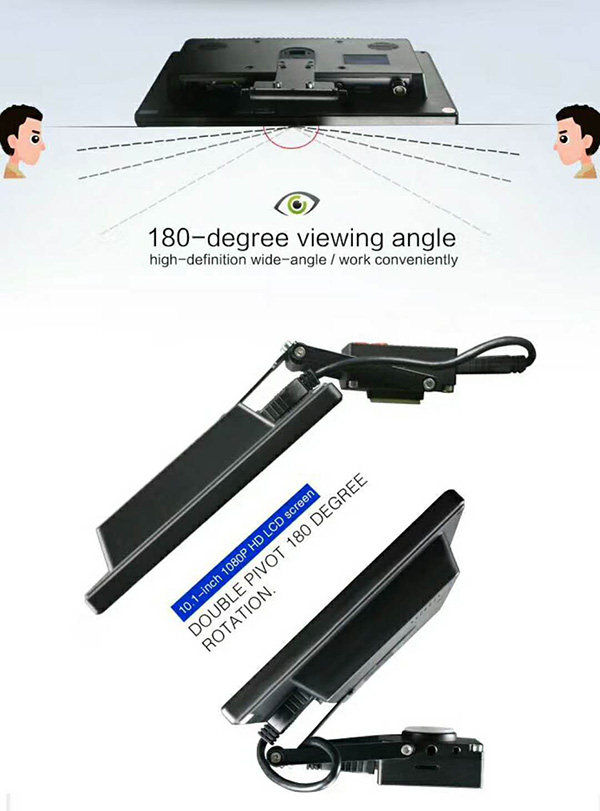 180-degree viewing angle
high-definition wide-angle / work conveniently
10.1-inch 1080P HD LCD screen
DOUBLE PIVOT 180 DEGREE
ROTATION.